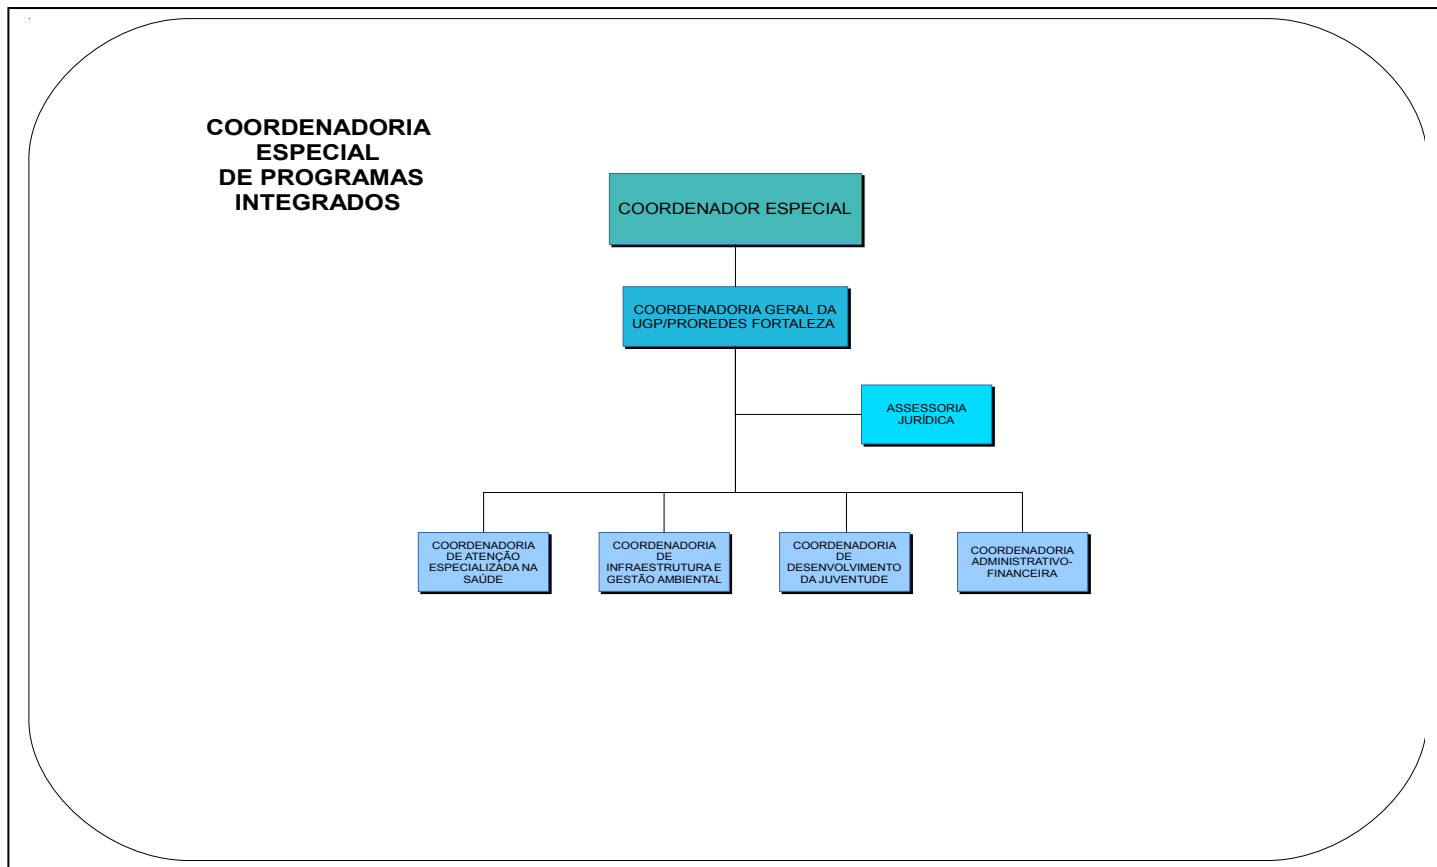 COORDENADORIA
ESPECIAL
DE PROGRAMAS
INTEGRADOS
COORDENADOR ESPECIAL
COORDENADORIA GERAL DA
UGP/PROREDES FORTALEZA
ASSESSORIA
JURÍDICA
COORDENADORIA
DE ATENÇÃO
ESPECIALIZADA NA
SAÚDE
COORDENADORIA
DE
INFRAESTRUTURA E
GESTÃO AMBIENTAL
COORDENADORIA
DE
DESENVOLVIMENTO
DA JUVENTUDE
COORDENADORIA
ADMINISTRATIVO-
FINANCEIRA